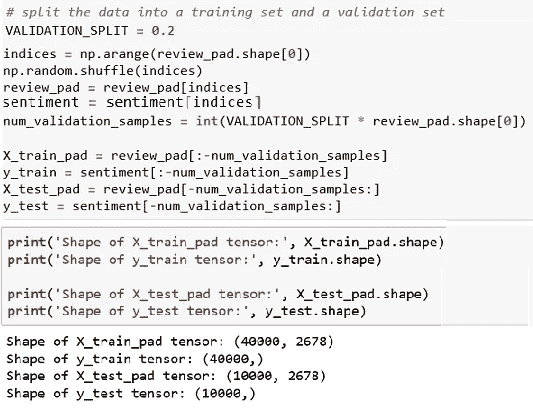 # split the data into a training set and a validation set
VALIDATION_SPLIT = 0.2
indices = np.arange(review_pad.shape[0])
np.random.shuffle(indices)
review_pad = review_pad[indices]
sentiment = sentiment[indices]
num_validation_samples = int(VALIDATION_SPLIT * review_pad.shape[0])
X_train_pad = review_pad[:-num_validation_samples]
y_train = sentiment[:-num_validation_samples]
X_test_pad = review_pad[-num_validation_samples:]
y_test = sentiment[-num_validation_samples:]
print('Shape of X_train_pad tensor:', X_train_pad.shape)
print('Shape of y_train tensor:', y_train.shape)
print('Shape of X_test_pad tensor:', X_test_pad.shape)
print('Shape of y_test tensor:', y_test.shape)
Shape of X_train_pad tensor: (40000, 2678)
Shape of y_train tensor: (40000,)
Shape of X_test_pad tensor: (10000, 2678)
Shape of y_test tensor: (10000,)